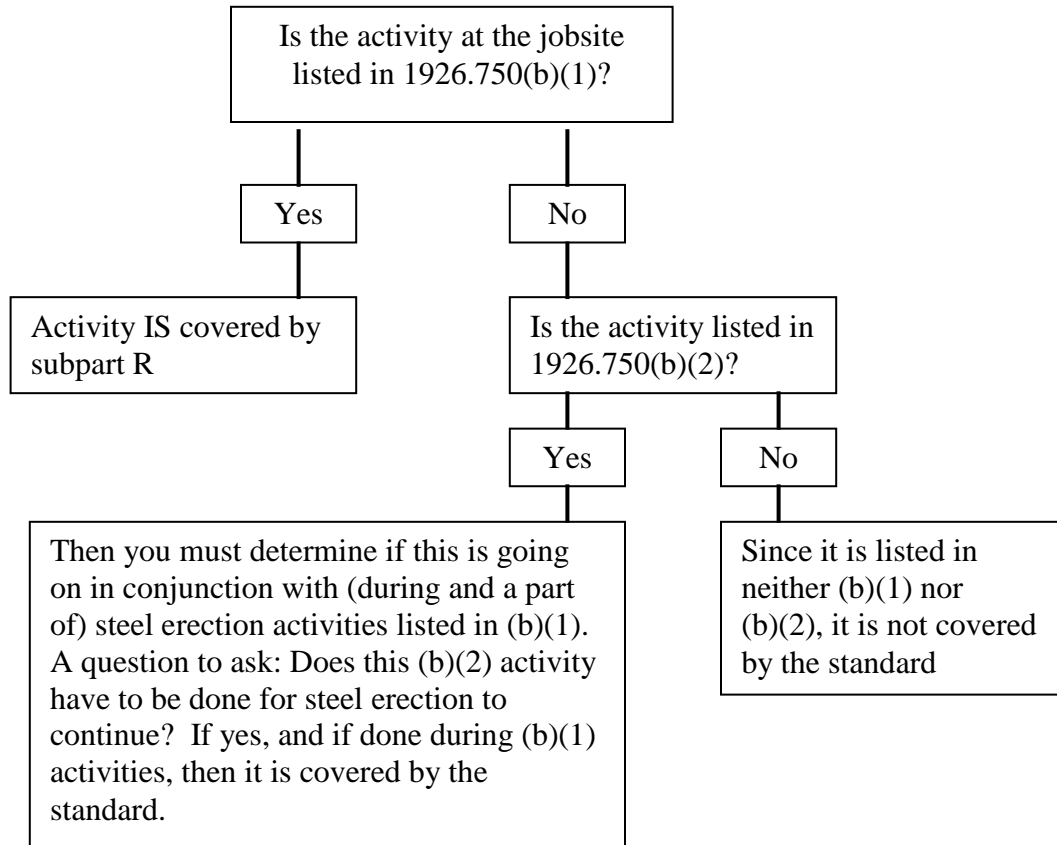 Is the activity at the jobsite
listed in 1926.750(b)(1)?
Yes
No
Activity IS covered by
subpart R
Is the activity listed in
1926.750(b)(2)?
Yes
No
Then you must determine if this is going
on in conjunction with (during and a part
of) steel erection activities listed in (b)(1).
A question to ask: Does this (b)(2) activity
have to be done for steel erection to
continue?  If yes, and if done during (b)(1)
activities, then it is covered by the
standard.
Since it is listed in
neither (b)(1) nor
(b)(2), it is not covered
by the standard